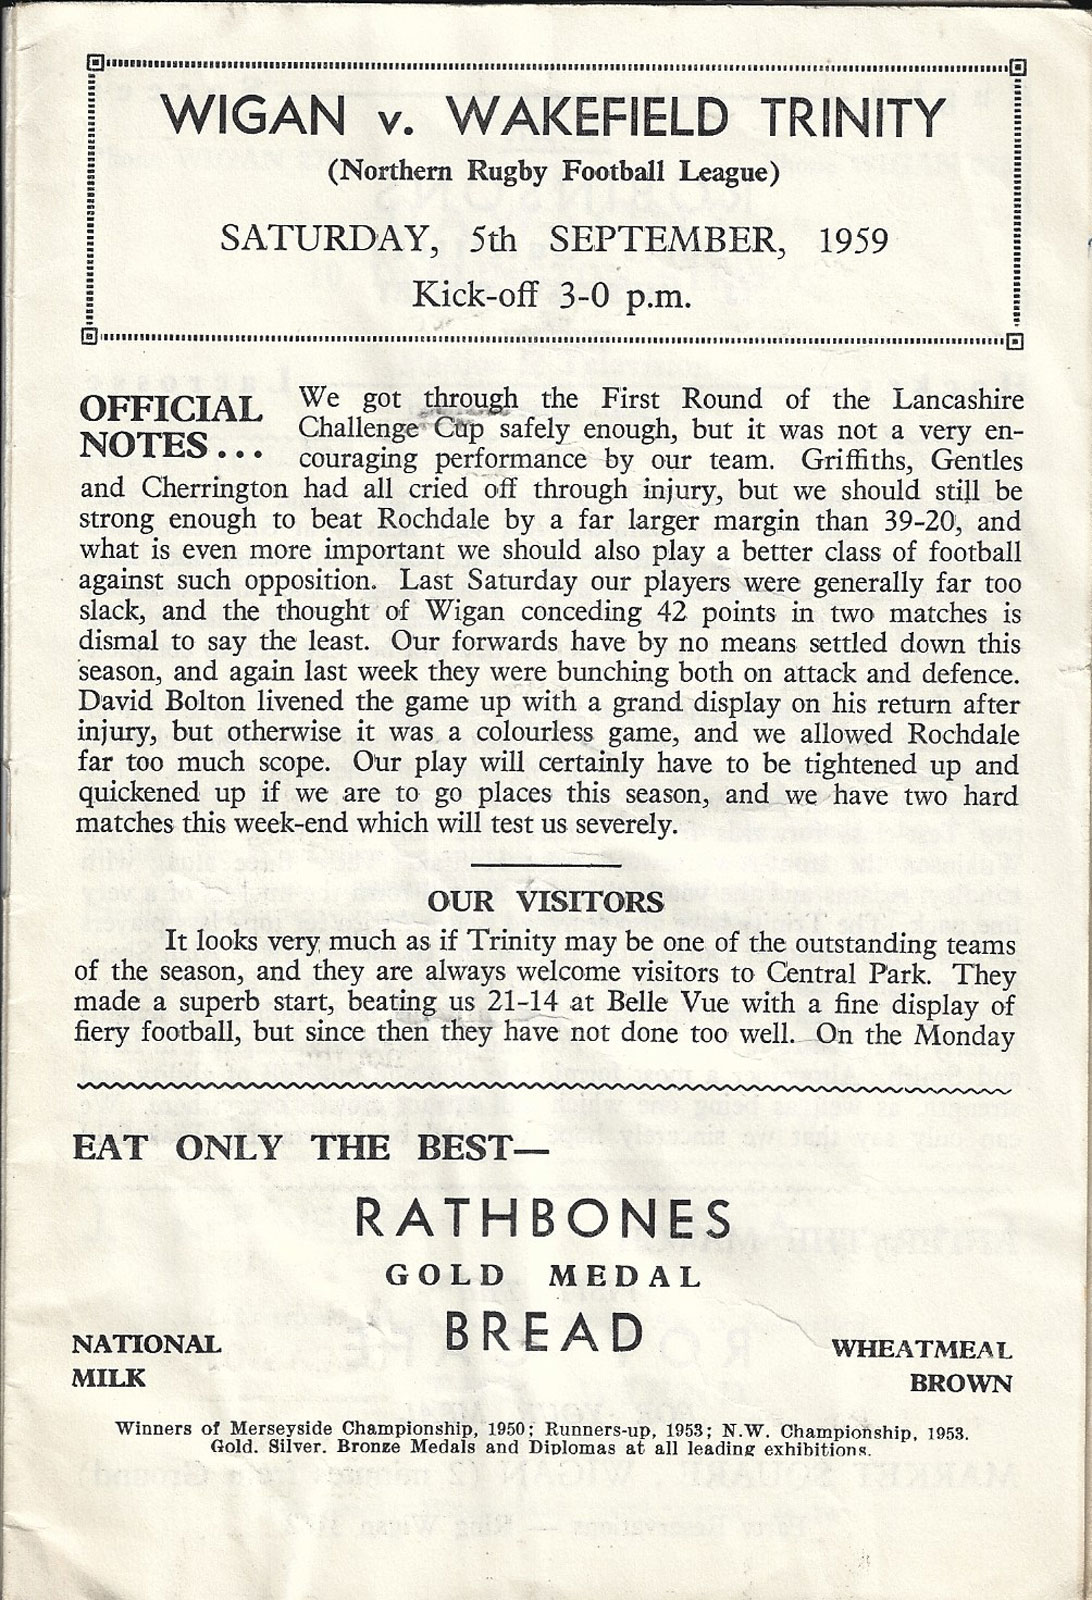 WIGAN v. WAKEFIELD TRINITY
(Northern Rugby Football League)
SATURDAY, 5th SEPTEMBER, 1959
Kick-off 3-0 p.m.
OFFICIAL
NOTES...
We got through the First Round of the Lancashire
Challenge Cup safely enough, but it was not a very en-
couraging performance by our team. Griffiths, Gentles
and Cherrington had all cried off through injury, but we should still be
strong enough to beat Rochdale by a far larger margin than 39-20, and
what is even more important we should also play a better class of football
against such opposition. Last Saturday our players were generally far too
slack, and the thought of Wigan conceding 42 points in two matches is
dismal to say the least. Our forwards have by no means settled down this
season, and again last week they were bunching both on attack and defence.
David Bolton livened the game up with a grand display on his return after
injury, but otherwise it was a colourless game, and we allowed Rochdale
far too much scope. Our play will certainly have to be tightened up and
quickened up if we are to go places this season, and we have two hard
matches this week-end which will test us severely.
OUR VISITORS
It looks very much as if Trinity may be one of the outstanding teams
of the season, and they are always welcome visitors to Central Park. They
made a superb start, beating us 21-14 at Belle Vue with a fine display of
fiery football, but since then they have not done too well. On the Monday
EAT ONLY THE BEST—
RATHBONES
GOLD MEDAL
BREAD
NATIONAL
MILK
WHEATMEAL
BROWN
Winners of Merseyside Championship, 1950; Runners-up, 1953; N.W. Championship, 1953.
Gold. Silver. Bronze Medals and Diplomas at all leading exhibitions.